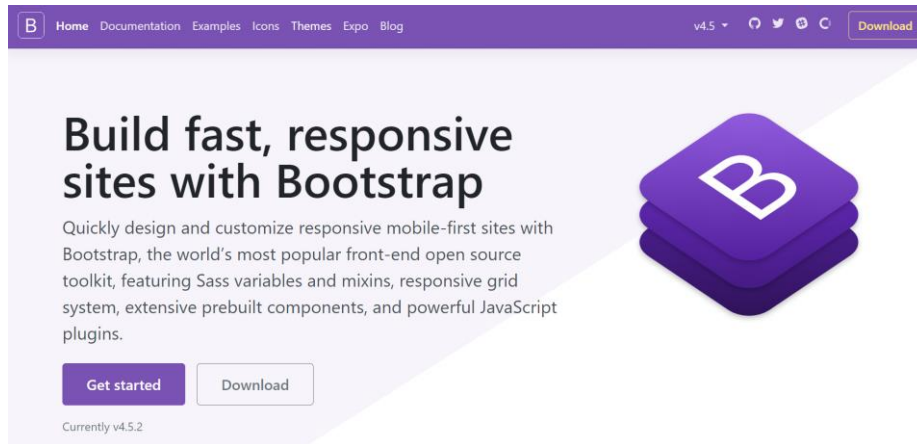 B Home Documentation Examples Icons Themes Expo Blog v4.5 Download
Build fast, responsive
sites with Bootstrap
B
Quickly design and customize responsive mobile-first sites with
Bootstrap, the world’s most popular front-end open source
toolkit, featuring Sass variables and mixins, responsive grid
system, extensive prebuilt components, and powerful JavaScript
plugins.
Get started Download
Currently v4.5.2